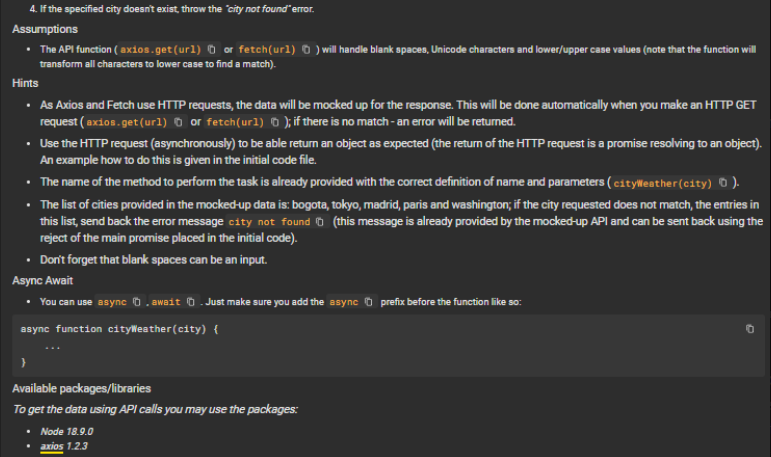 4. If the specified city doesn't exist, throw the "city not found" error.
Assumptions
• The API function ( axios.get(url) or fetch(url) ) will handle blank spaces, Unicode characters and lower/upper case values (note that the function will
transform all characters to lower case to find a match).
Hints
• As Axios and Fetch use HTTP requests, the data will be mocked up for the response. This will be done automatically when you make an HTTP GET
request ( axios.get(url) or fetch(url) ); if there is no match - an error will be returned.
• Use the HTTP request (asynchronously) to be able return an object as expected (the return of the HTTP request is a promise resolving to an object).
An example how to do this is given in the initial code file.
• The name of the method to perform the task is already provided with the correct definition of name and parameters ( cityWeather(city) ).
• The list of cities provided in the mocked-up data is: bogota, tokyo, madrid, paris and washington; if the city requested does not match, the entries in
this list, send back the error message city not found (this message is already provided by the mocked-up API and can be sent back using the
reject of the main promise placed in the initial code).
• Don't forget that blank spaces can be an input.
Async Await
• You can use async , await . Just make sure you add the async prefix before the function like so:
async function cityWeather(city) {
...
}
Available packages/libraries
To get the data using API calls you may use the packages:
• Node 18.9.0
• axios 1.2.3